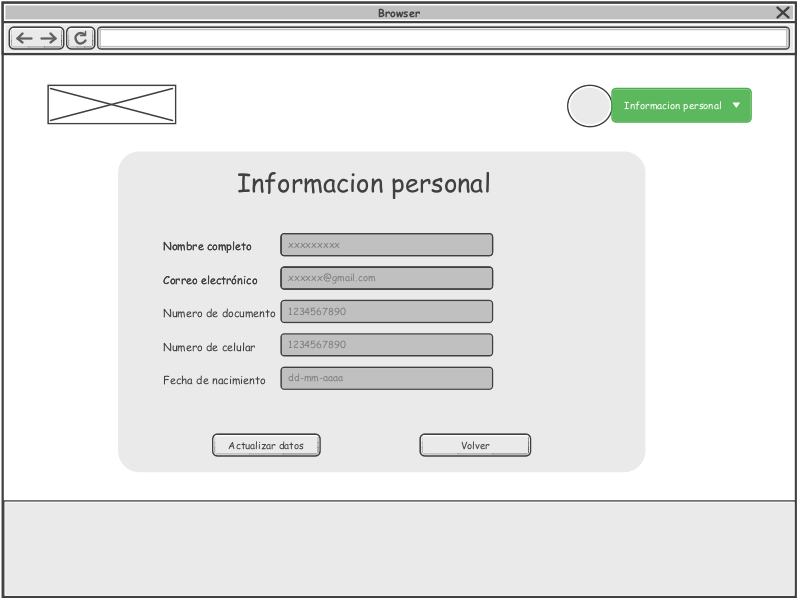 Browser
Informacion personal
Informacion personal
Nombre completo xxxxxxxxx
Correo electrónico xxxxxx@gmail.com
Numero de documento 1234567890
Numero de celular 1234567890
Fecha de nacimiento dd-mm-aaaa
Actualizar datos Volver